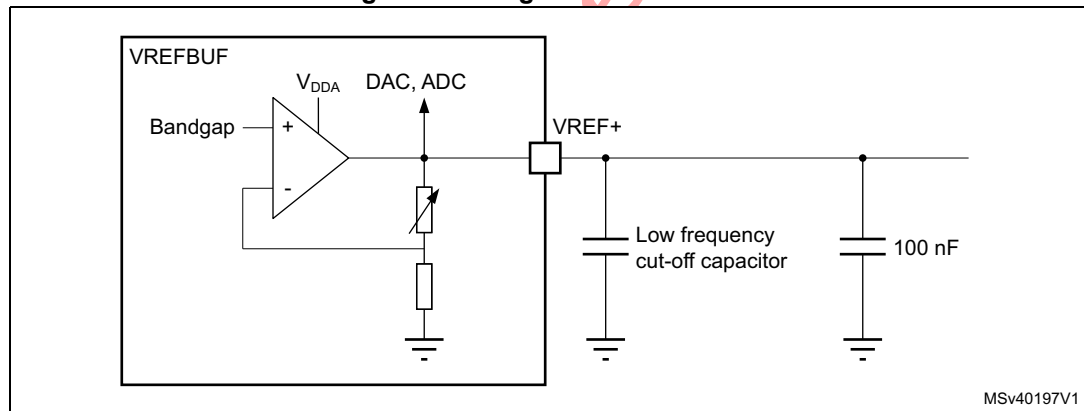 VREFBUF
VDDA
DAC, ADC
Bandgap
+
-
VREF+
Low frequency
cut-off capacitor
100 nF
MSv40197V1